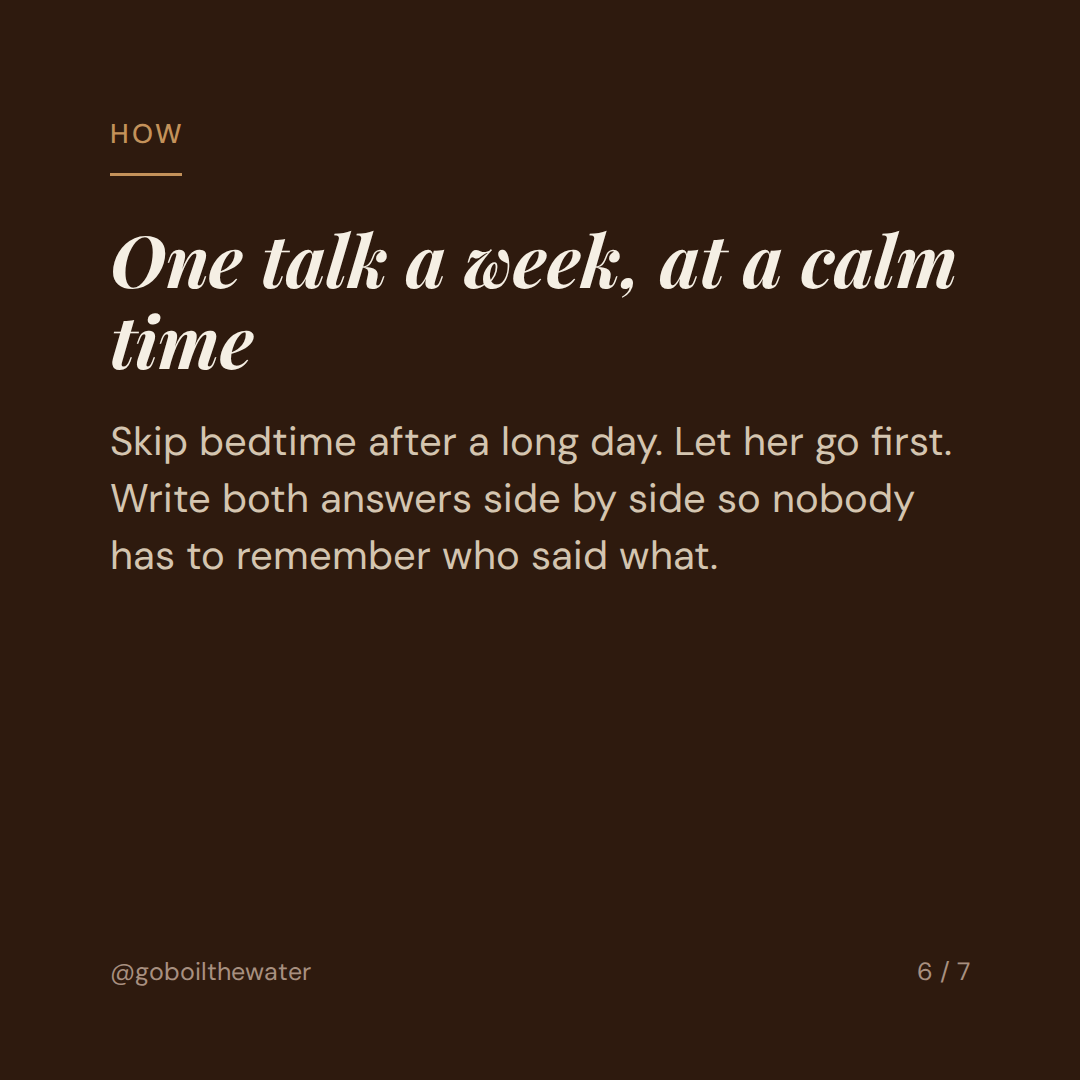 HOW
One talk a week, at a calm
time
Skip bedtime after a long day. Let her go first.
Write both answers side by side so nobody
has to remember who said what.
@goboilthewater
6 / 7